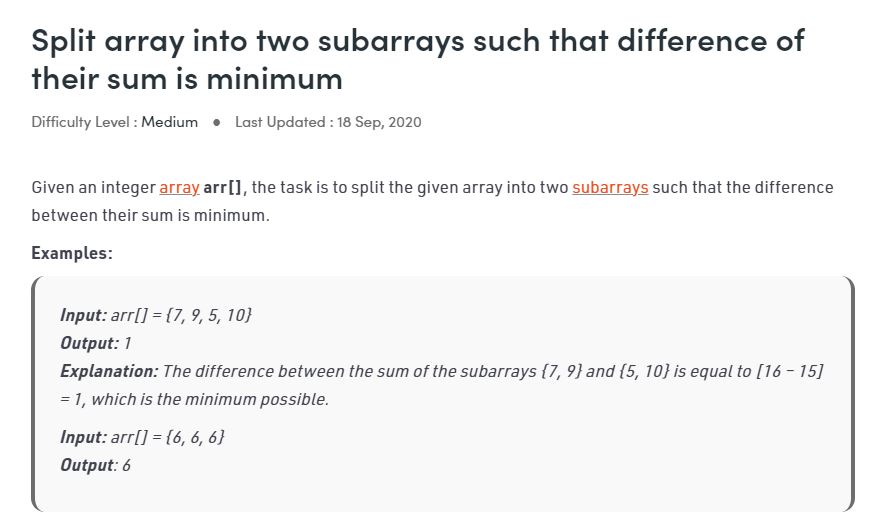 Split array into two subarrays such that difference of
their sum is minimum
Difficulty Level : Medium ● Last Updated : 18 Sep, 2020
Given an integer array arr[], the task is to split the given array into two subarrays such that the difference
between their sum is minimum.
Examples:
Input: arr[] = {7, 9, 5, 10}
Output: 1
Explanation: The difference between the sum of the subarrays {7, 9} and {5, 10} is equal to [16 – 15]
= 1, which is the minimum possible.
Input: arr[] = {6, 6, 6}
Output: 6